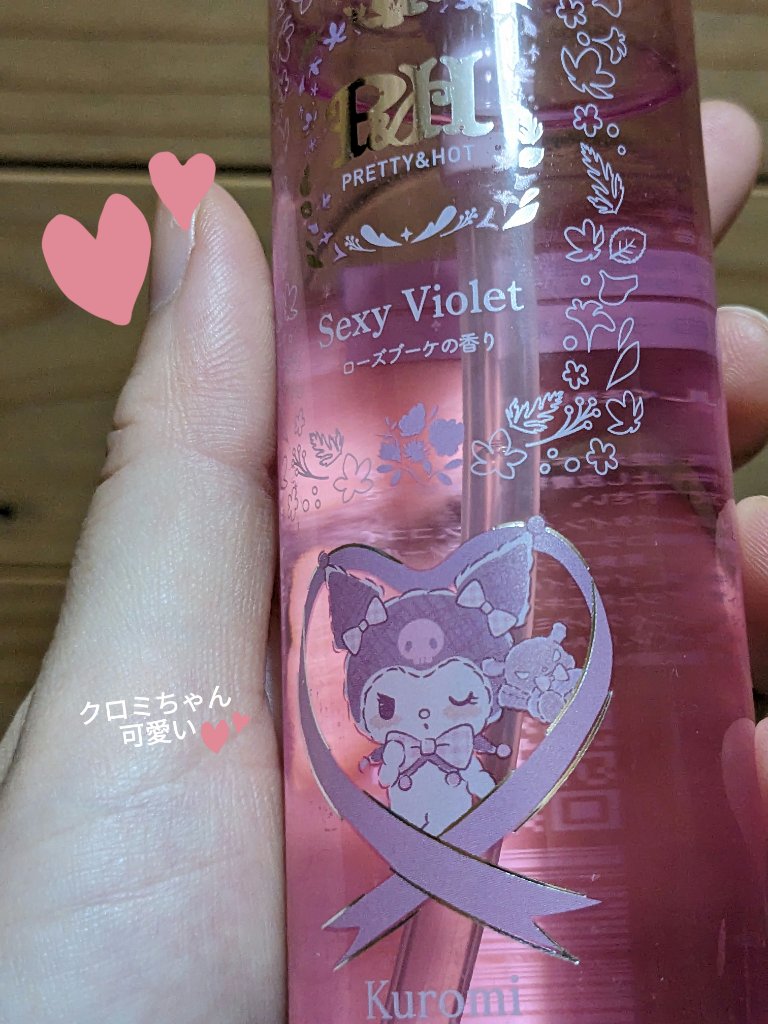 P&H
PRETTY&HOT
Sexy Violet
ローズブーケの香り
クロミちゃん
可愛い
Kuromi